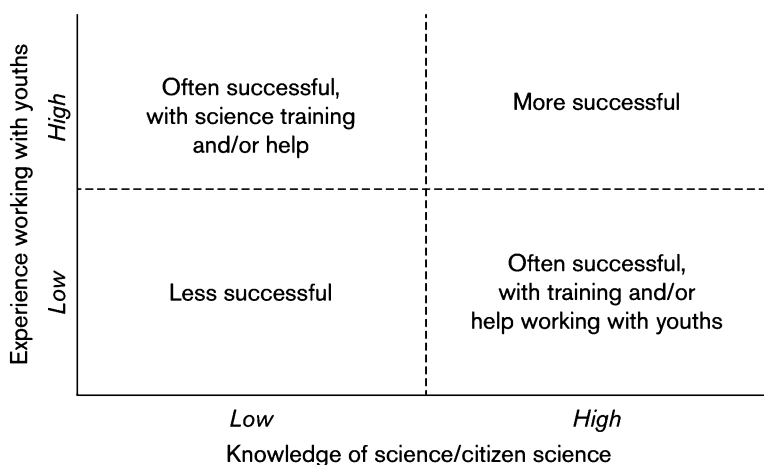 Experience working with youths
High
Low
Often successful,
with science training
and/or help
More successful
Less successful
Often successful,
with training and/or
help working with youths
Low
High
Knowledge of science/citizen science